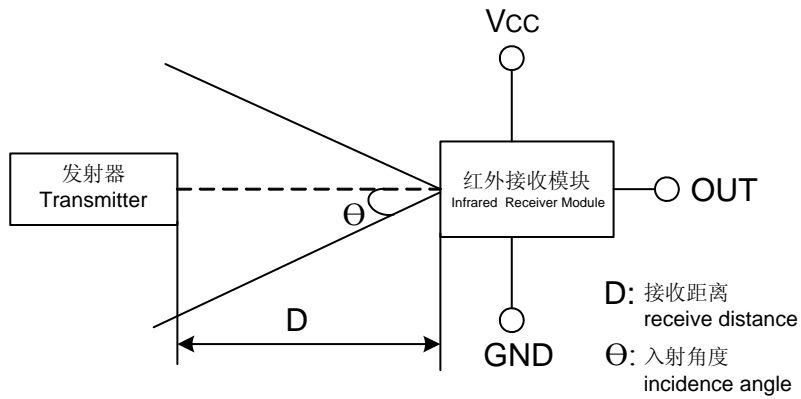 Vcc
发射器
Transmitter
红外接收模块
Infrared Receiver Module
OUT
Θ
D
GND
D: 接收距离
receive distance
Θ: 入射角度
incidence angle